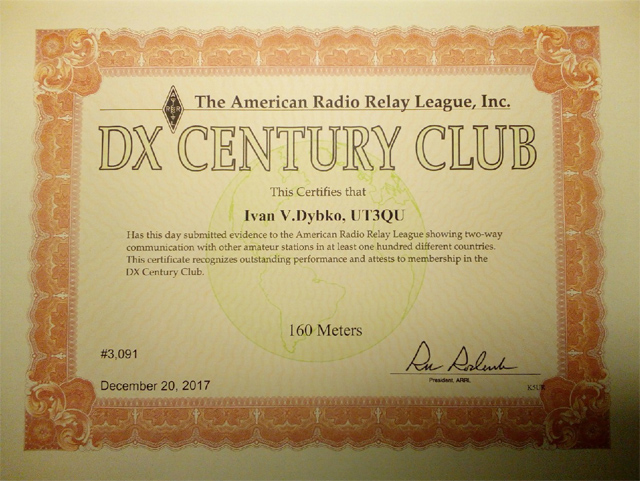 The American Radio Relay League, Inc.
DX CENTURY CLUB
This Certifies that
Ivan V.Dybko, UT3QU
Has this day submitted evidence to the American Radio Relay League showing two-way
communication with other amateur stations in at least one hundred different countries.
This certificate recognizes outstanding performance and attests to membership in the
DX Century Club.
160 Meters
#3,091
December 20, 2017
President, ARRL